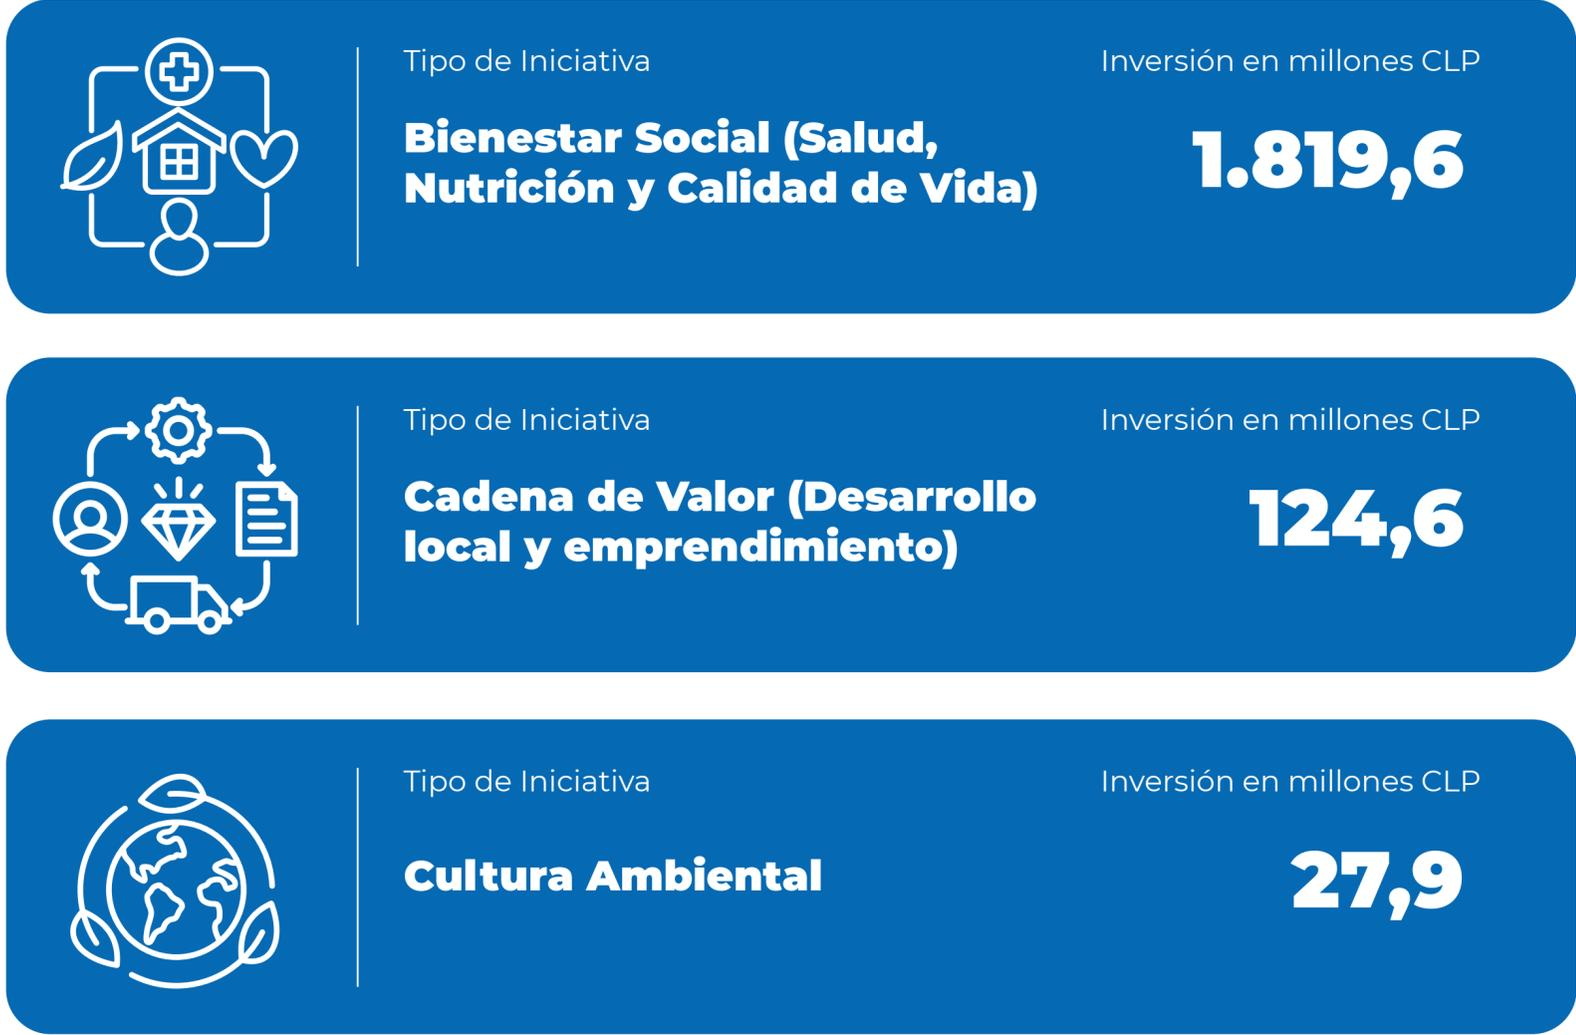 Tipo de Iniciativa
Inversión en millones CLP
Bienestar Social (Salud,
Nutrición y Calidad de Vida)
1.819,6
Tipo de Iniciativa
Inversión en millones CLP
Cadena de Valor (Desarrollo
local y emprendimiento)
124,6
Tipo de Iniciativa
Inversión en millones CLP
Cultura Ambiental
27,9